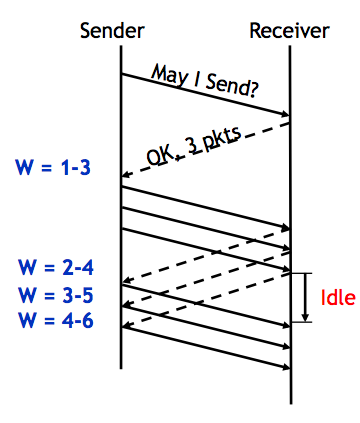 Sender Receiver
May I Send?
OK, 3 pkts
W = 1-3
W = 2-4
W = 3-5
Idle
W = 4-6